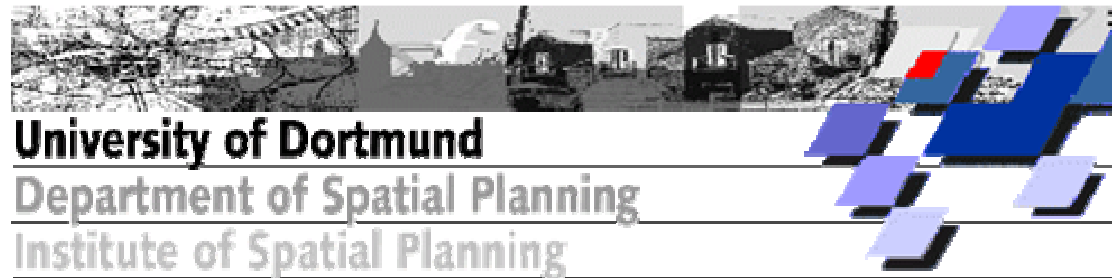 University of Dortmund
Department of Spatial Planning
Institute of Spatial Planning